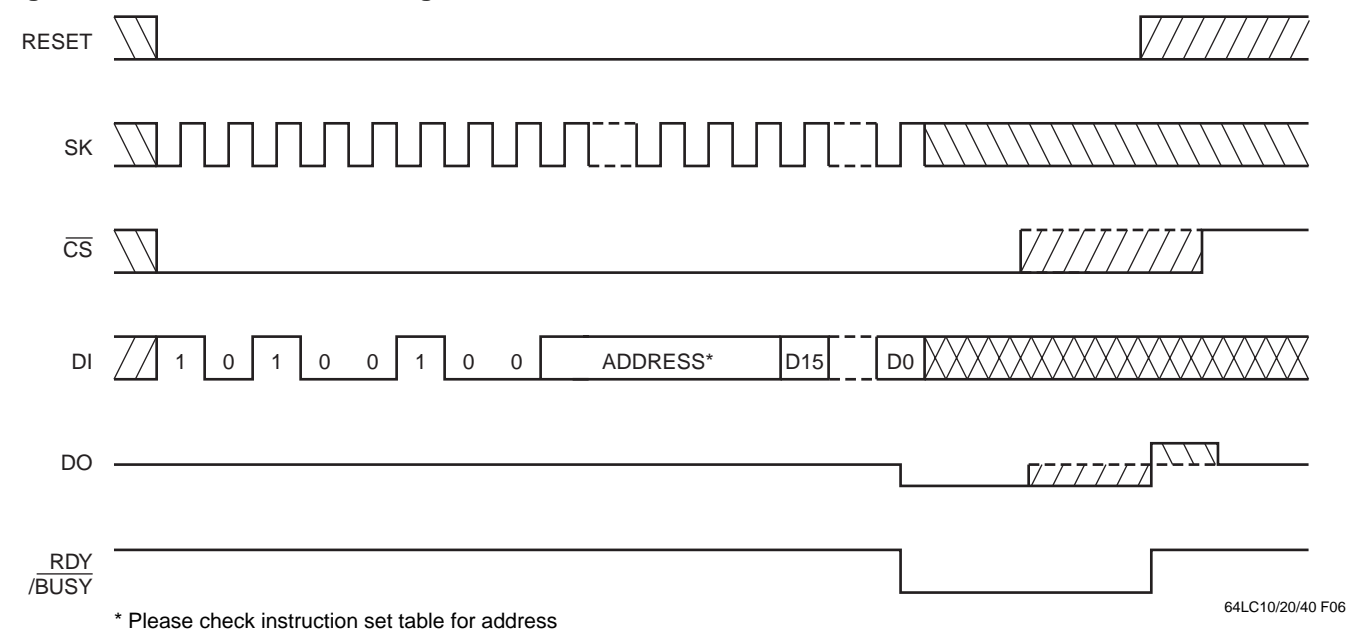 RESET
SK
CS
DI 1 0 1 0 0 1 0 0 ADDRESS* D15 D0
DO
RDY
/BUSY
64LC10/20/40 F06
* Please check instruction set table for address